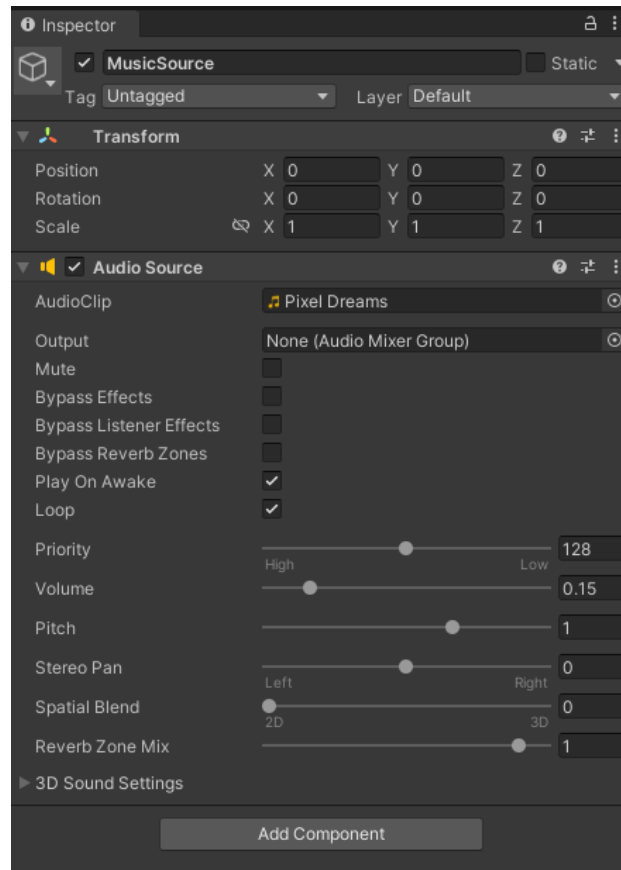 Inspector
MusicSource
Static
Tag Untagged Layer Default
Transform
Position X 0 Y 0 Z 0
Rotation X 0 Y 0 Z 0
Scale X 1 Y 1 Z 1
Audio Source
AudioClip Pixel Dreams
Output None (Audio Mixer Group)
Mute
Bypass Effects
Bypass Listener Effects
Bypass Reverb Zones
Play On Awake
Loop
Priority 128
High Low
Volume 0.15
Pitch 1
Stereo Pan 0
Left Right
Spatial Blend 0
2D 3D
Reverb Zone Mix 1
3D Sound Settings
Add Component